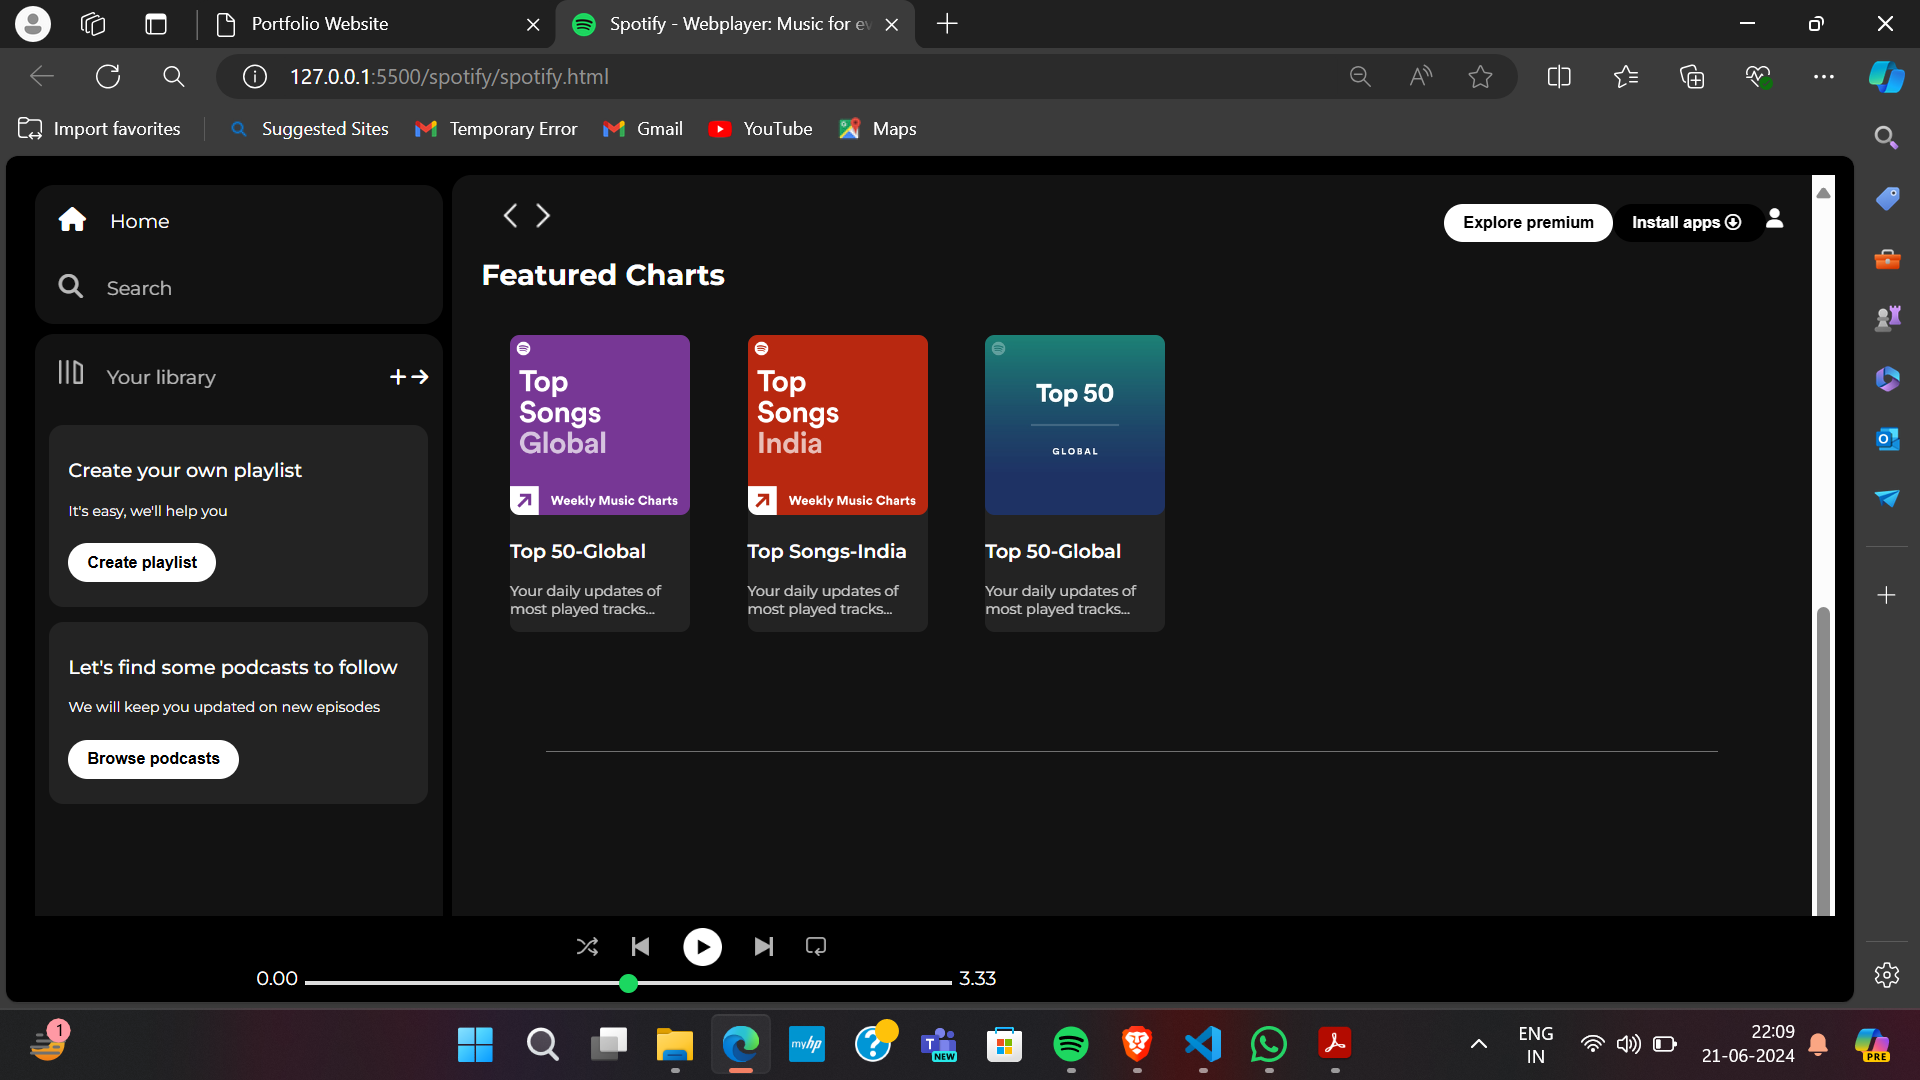 Portfolio Website
Spotify - Webplayer: Music for ev
127.0.0.1:5500/spotify/spotify.html
Import favorites
Suggested Sites
Temporary Error
Gmail
YouTube
Maps
Home
Search
Your library
Create your own playlist
It's easy, we'll help you
Create playlist
Let's find some podcasts to follow
We will keep you updated on new episodes
Browse podcasts
Explore premium
Install apps
Featured Charts
Top
Songs
Global
Weekly Music Charts
Top 50-Global
Your daily updates of
most played tracks...
Top
Songs
India
Weekly Music Charts
Top Songs-India
Your daily updates of
most played tracks...
Top 50
GLOBAL
Top 50-Global
Your daily updates of
most played tracks...
0.00
3.33
1
myhp
T
NEW
ENG
IN
22:09
21-06-2024
PRE